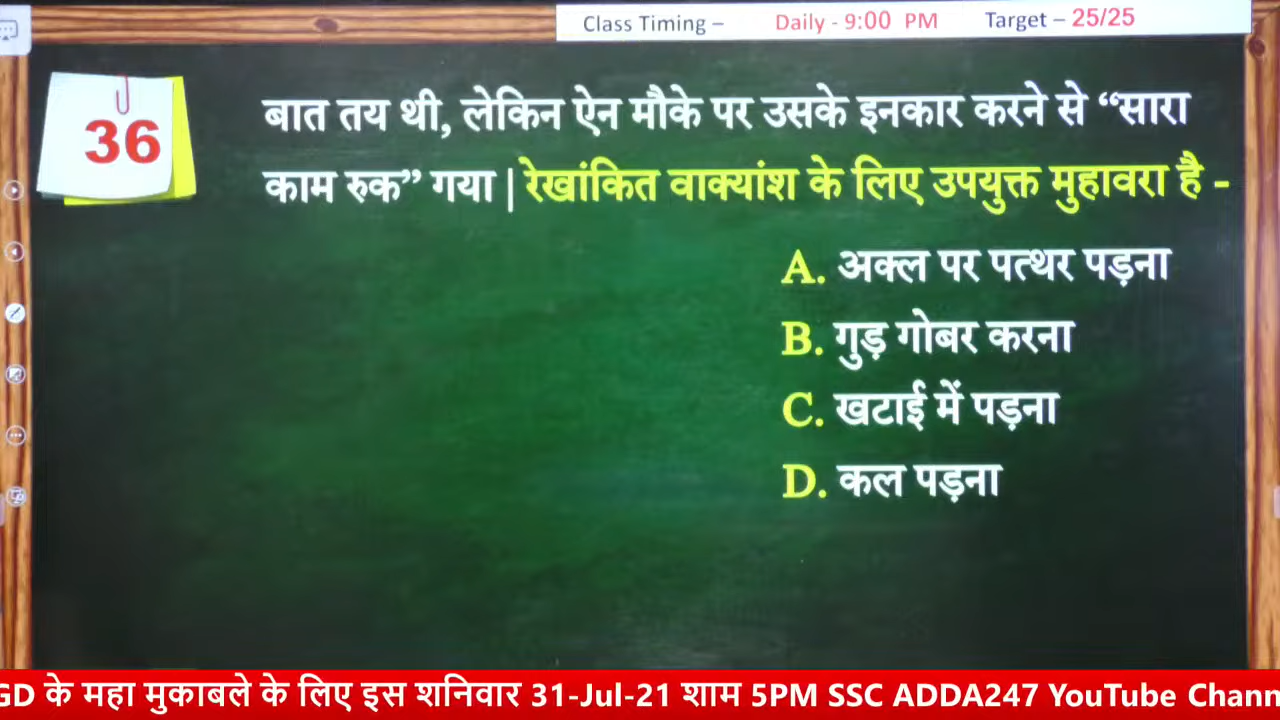 Class Timing – Daily - 9:00 PM Target – 25/25
36
बात तय थी, लेकिन ऐन मौके पर उसके इनकार करने से “सारा
काम रुक” गया | रेखांकित वाक्यांश के लिए उपयुक्त मुहावरा है -
A. अक्ल पर पत्थर पड़ना
B. गुड़ गोबर करना
C. खटाई में पड़ना
D. कल पड़ना
GD के महा मुकाबले के लिए इस शनिवार 31-Jul-21 शाम 5PM SSC ADDA247 YouTube Chann